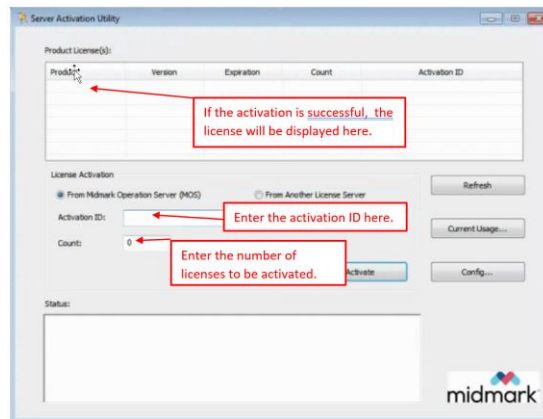 Server Activation Utility
Product License(s):
Product Version Expiration Count Activation ID
If the activation is successful, the
license will be displayed here.
License Activation
From Midmark Operation Server (MOS) From Another License Server
Refresh
Activation ID:
Enter the activation ID here.
Current Usage...
Count: 0
Enter the number of
licenses to be activated.
Activate
Config...
Status:
midmark